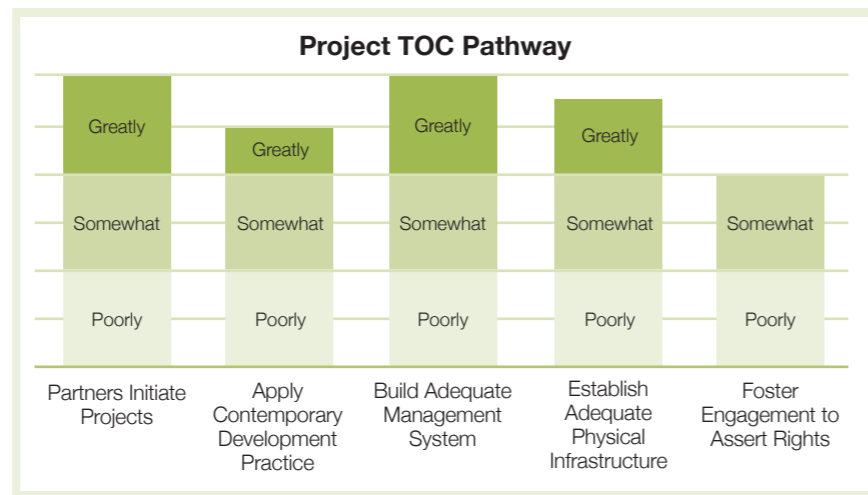 Project TOC Pathway
Greatly
Greatly
Greatly
Greatly
Somewhat
Somewhat
Somewhat
Somewhat
Somewhat
Poorly
Poorly
Poorly
Poorly
Poorly
Partners Initiate
Projects
Apply
Contemporary
Development
Practice
Build Adequate
Management
System
Establish
Adequate
Physical
Infrastructure
Foster
Engagement to
Assert Rights